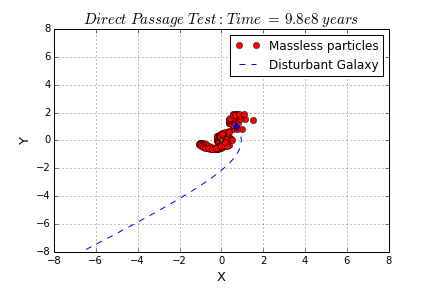 Direct Passage Test: Time = 9.8e8 years
Massless particles
Disturbant Galaxy
Y
8
6
4
2
0
−2
−4
−6
−8
−8 −6 −4 −2 0 2 4 6 8
X